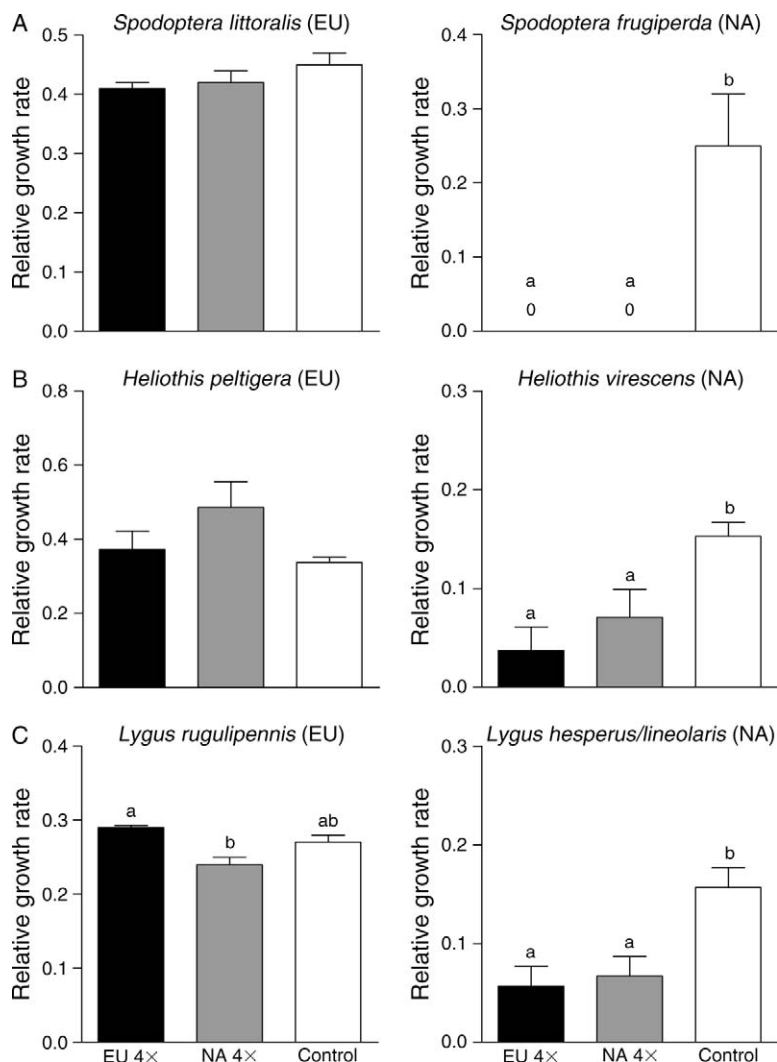 A
Spodoptera littoralis (EU)
Relative growth rate
0.5
0.4
0.3
0.2
0.1
0.0
Spodoptera frugiperda (NA)
Relative growth rate
0.4
0.3
0.2
0.1
0.0
a
0
a
0
b
B
Heliothis peltigera (EU)
Relative growth rate
0.8
0.6
0.4
0.2
0.0
Heliothis virescens (NA)
Relative growth rate
0.3
0.2
0.1
0.0
a
a
b
C
Lygus rugulipennis (EU)
Relative growth rate
0.4
0.3
0.2
0.1
0.0
a
b
ab
EU 4×
NA 4×
Control
Lygus hesperus/lineolaris (NA)
Relative growth rate
0.3
0.2
0.1
0.0
a
a
b
EU 4×
NA 4×
Control